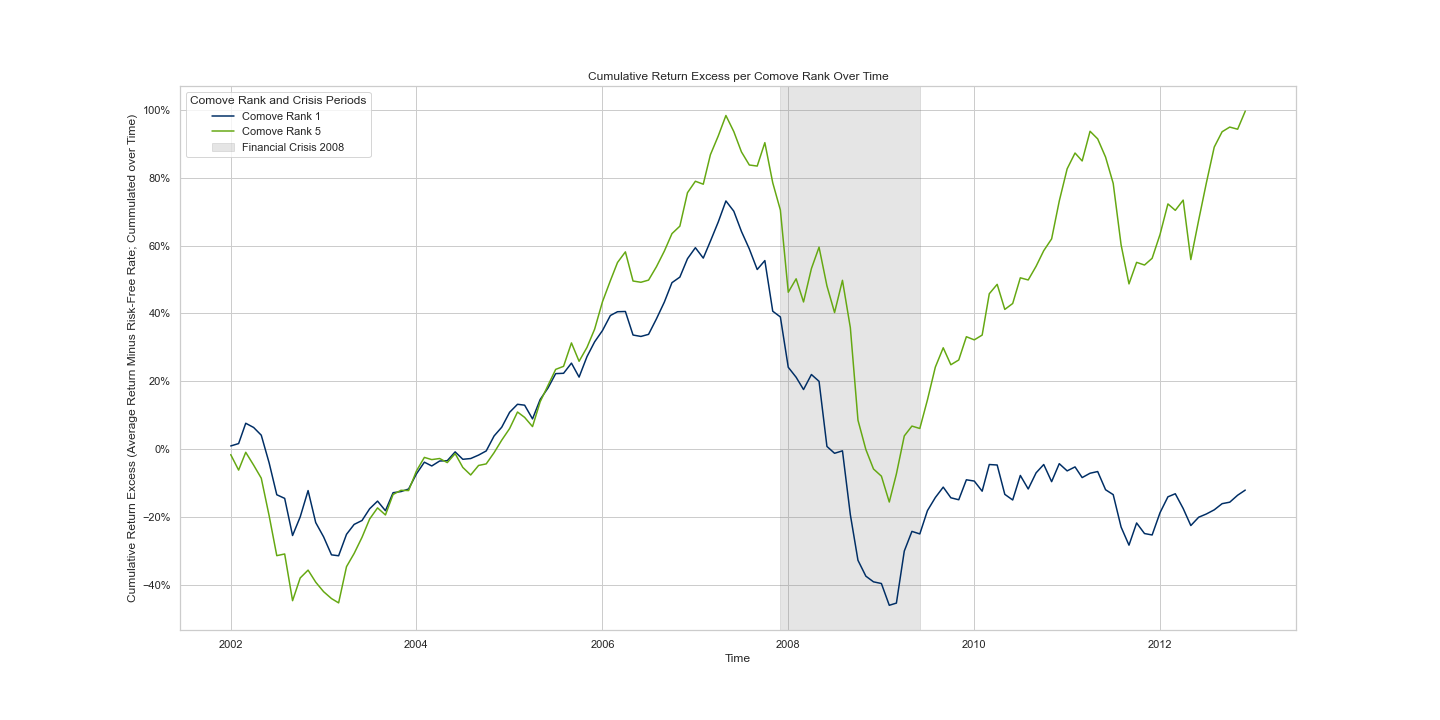 Cumulative Return Excess per Comove Rank Over Time
Cumulative Return Excess (Average Return Minus Risk-Free Rate; Cummulated over Time)
Comove Rank and Crisis Periods
Comove Rank 1
Comove Rank 5
Financial Crisis 2008
100%
80%
60%
40%
20%
0%
−20%
−40%
2002
2004
2006
2008
2010
2012
Time